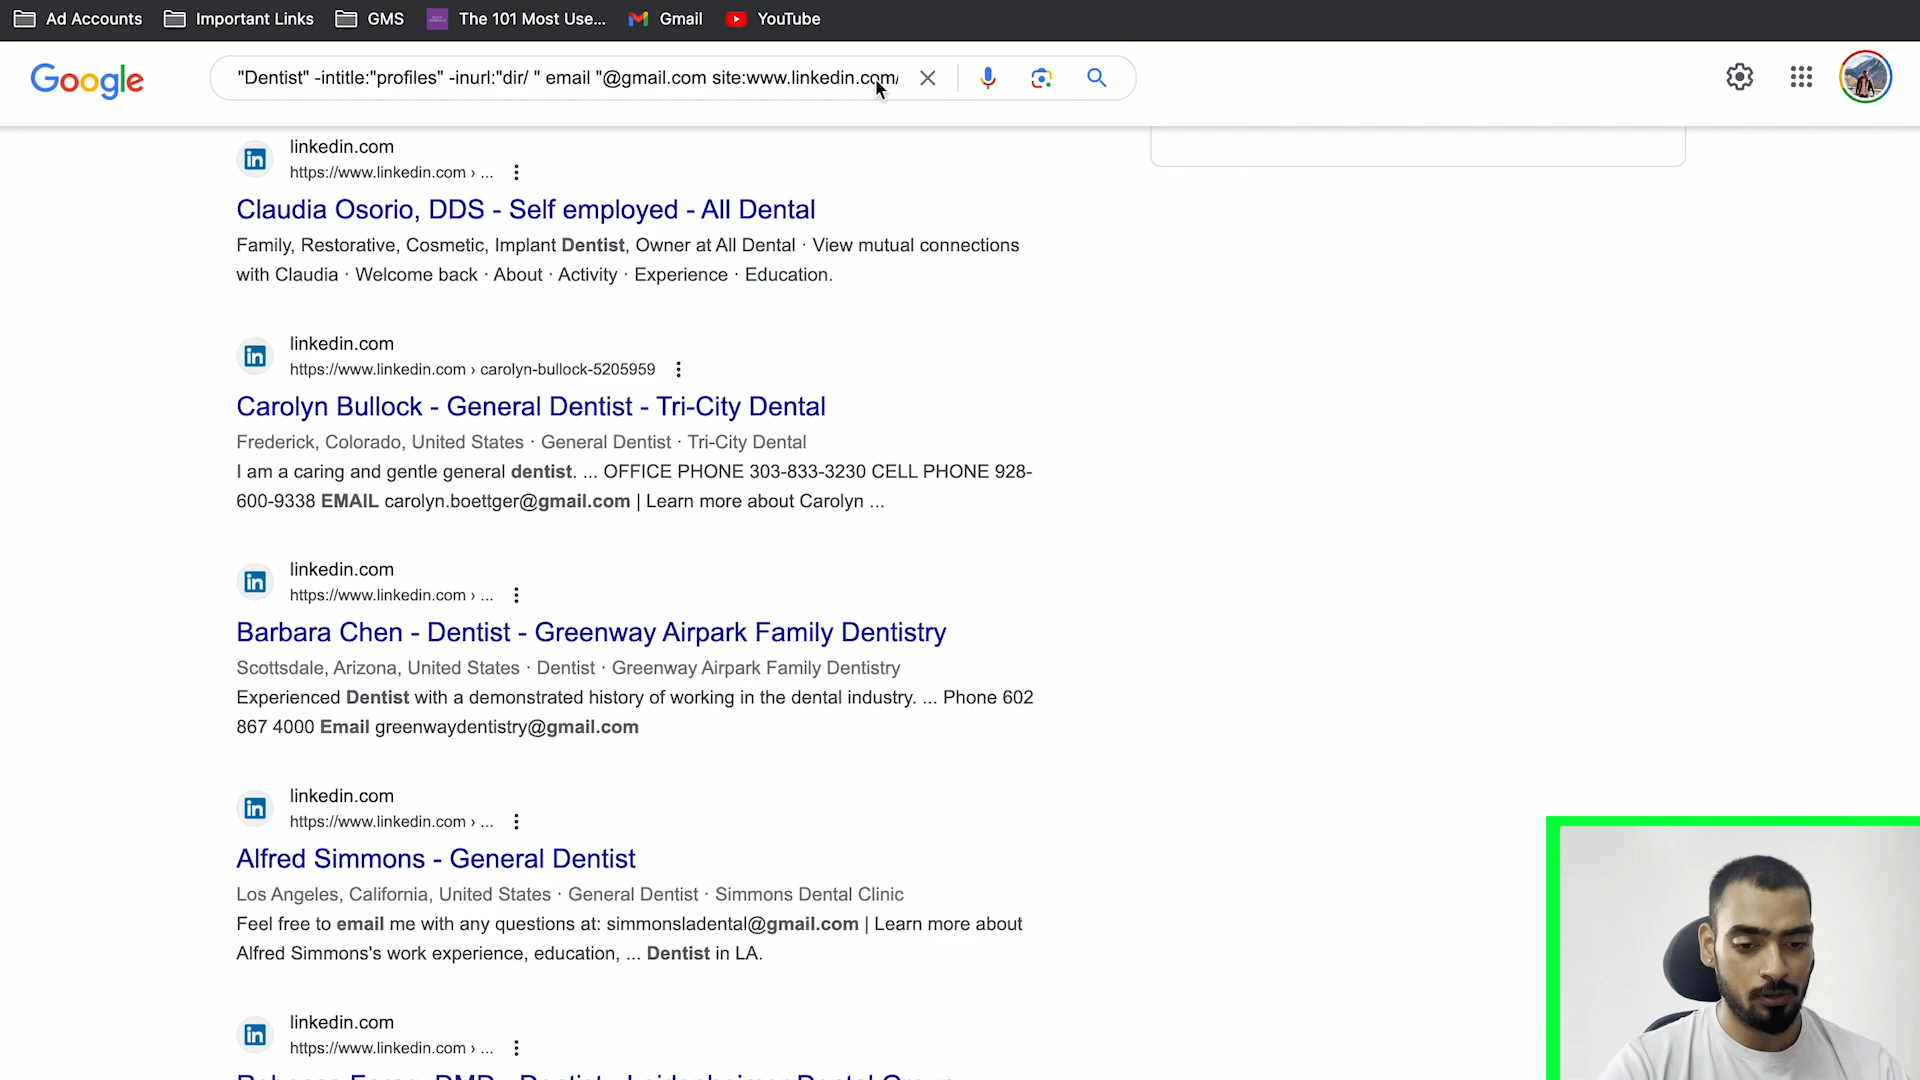 Ad Accounts Important Links GMS The 101 Most Use... Gmail YouTube
Google
"Dentist" -intitle:"profiles" -inurl:"dir/ " email "@gmail.com site:www.linkedin.com/
linkedin.com
https://www.linkedin.com › ...
Claudia Osorio, DDS - Self employed - All Dental
Family, Restorative, Cosmetic, Implant Dentist, Owner at All Dental · View mutual connections
with Claudia · Welcome back · About · Activity · Experience · Education.
linkedin.com
https://www.linkedin.com › carolyn-bullock-5205959
Carolyn Bullock - General Dentist - Tri-City Dental
Frederick, Colorado, United States · General Dentist · Tri-City Dental
I am a caring and gentle general dentist. ... OFFICE PHONE 303-833-3230 CELL PHONE 928-
600-9338 EMAIL carolyn.boettger@gmail.com | Learn more about Carolyn ...
linkedin.com
https://www.linkedin.com › ...
Barbara Chen - Dentist - Greenway Airpark Family Dentistry
Scottsdale, Arizona, United States · Dentist · Greenway Airpark Family Dentistry
Experienced Dentist with a demonstrated history of working in the dental industry. ... Phone 602
867 4000 Email greenwaydentistry@gmail.com
linkedin.com
https://www.linkedin.com › ...
Alfred Simmons - General Dentist
Los Angeles, California, United States · General Dentist · Simmons Dental Clinic
Feel free to email me with any questions at: simmonsladental@gmail.com | Learn more about
Alfred Simmons's work experience, education, ... Dentist in LA.
linkedin.com
https://www.linkedin.com › ...